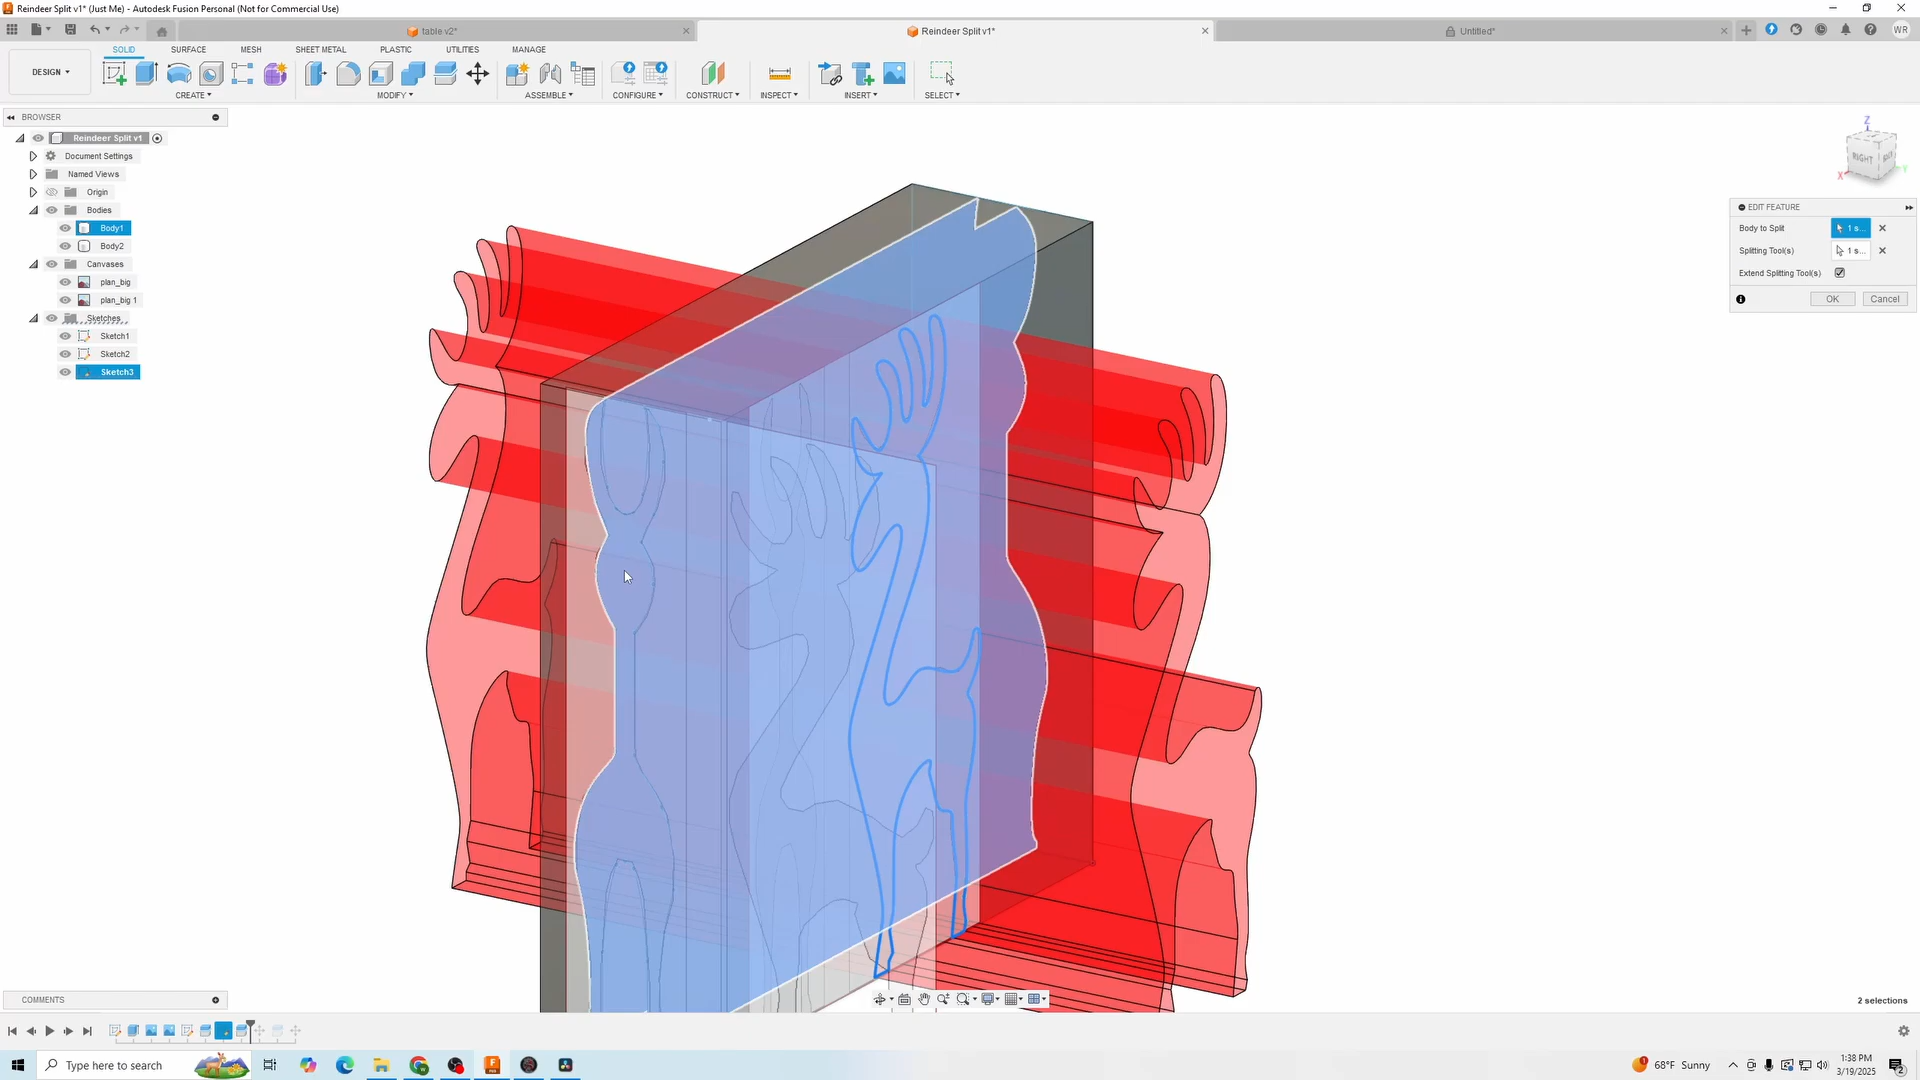 Reindeer Split v1* (Just Me) - Autodesk Fusion Personal (Not for Commercial Use)
table v2*
Reindeer Split v1*
Untitled*
WR
SOLID
SURFACE
MESH
SHEET METAL
PLASTIC
UTILITIES
MANAGE
DESIGN
CREATE
MODIFY
ASSEMBLE
CONFIGURE
CONSTRUCT
INSPECT
INSERT
SELECT
BROWSER
Reindeer Split v1
Document Settings
Named Views
Origin
Bodies
Body1
Body2
Canvases
plan_big
plan_big 1
Sketches
Sketch1
Sketch2
Sketch3
Z
RIGHT
X
Y
EDIT FEATURE
Body to Split
1 s...
Splitting Tool(s)
1 s...
Extend Splitting Tool(s)
OK
Cancel
COMMENTS
2 selections
Type here to search
68°F Sunny
1:38 PM
3/19/2025